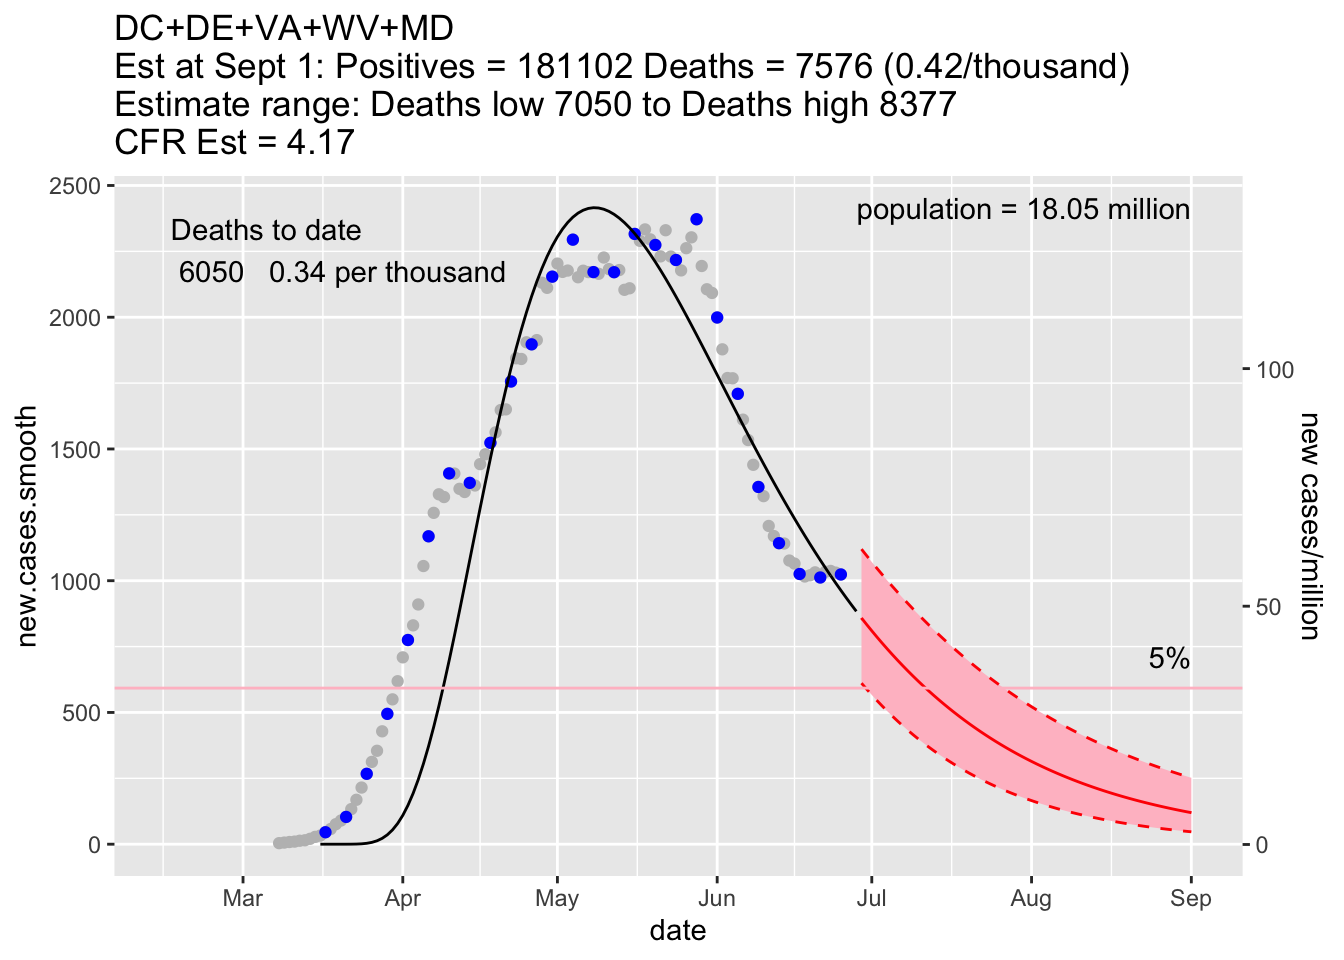 DC+DE+VA+WV+MD
Est at Sept 1: Positives = 181102 Deaths = 7576 (0.42/thousand)
Estimate range: Deaths low 7050 to Deaths high 8377
CFR Est = 4.17
2500
2000
1500
1000
500
0
new.cases.smooth
Deaths to date
6050 0.34 per thousand
population = 18.05 million
5%
100
50
0
new cases/million
Mar Apr May Jun Jul Aug Sep
date